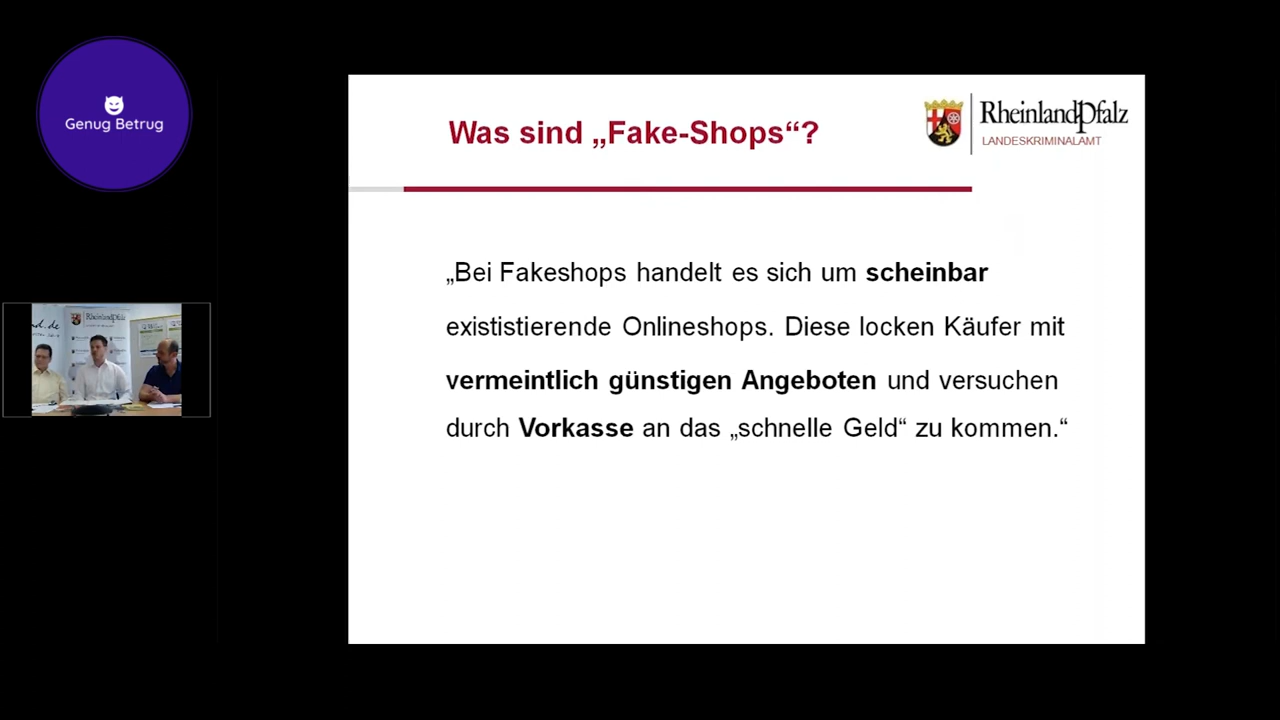 Genug Betrug
Was sind „Fake-Shops“?
RheinlandPfalz
LANDESKRIMINALAMT
„Bei Fakeshops handelt es sich um scheinbar
exististierende Onlineshops. Diese locken Käufer mit
vermeintlich günstigen Angeboten und versuchen
durch Vorkasse an das „schnelle Geld“ zu kommen.“
RheinlandPfalz